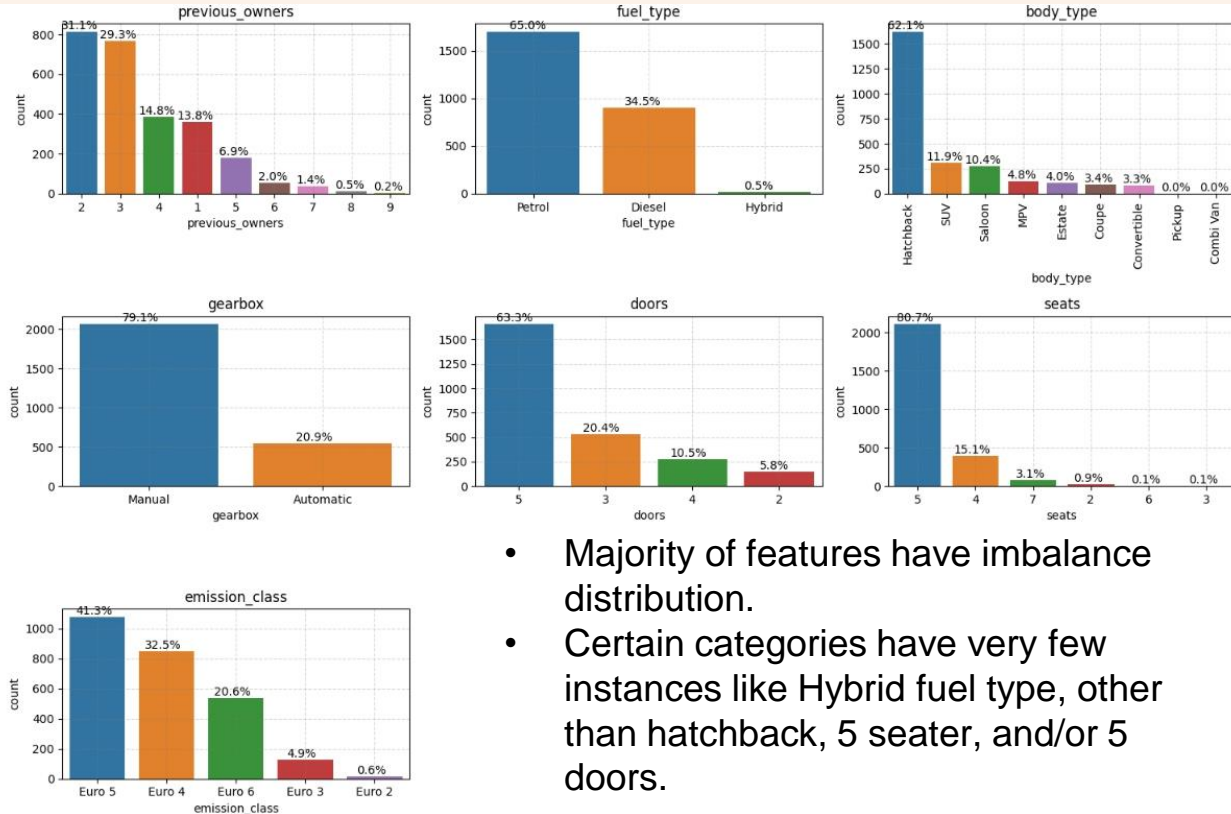 previous_owners
31.1%
29.3%
14.8%
13.8%
6.9%
2.0%
1.4%
0.5%
0.2%
800
600
400
200
0
count
2 3 4 1 5 6 7 8 9
previous_owners
fuel_type
65.0%
34.5%
0.5%
1500
1000
500
0
count
Petrol Diesel Hybrid
fuel_type
body_type
62.1%
11.9%
10.4%
4.8%
4.0%
3.4%
3.3%
0.0%
0.0%
1500
1250
1000
750
500
250
0
count
Hatchback
SUV
Saloon
MPV
Estate
Coupe
Convertible
Pickup
Combi Van
body_type
gearbox
79.1%
20.9%
2000
1500
1000
500
0
count
Manual Automatic
gearbox
doors
63.3%
20.4%
10.5%
5.8%
1500
1250
1000
750
500
250
0
count
5 3 4 2
doors
seats
80.7%
15.1%
3.1%
0.9%
0.1%
0.1%
2000
1500
1000
500
0
count
5 4 7 2 6 3
seats
emission_class
41.3%
32.5%
20.6%
4.9%
0.6%
1000
800
600
400
200
0
count
Euro 5 Euro 4 Euro 6 Euro 3 Euro 2
emission_class
• Majority of features have imbalance
distribution.
• Certain categories have very few
instances like Hybrid fuel type, other
than hatchback, 5 seater, and/or 5
doors.